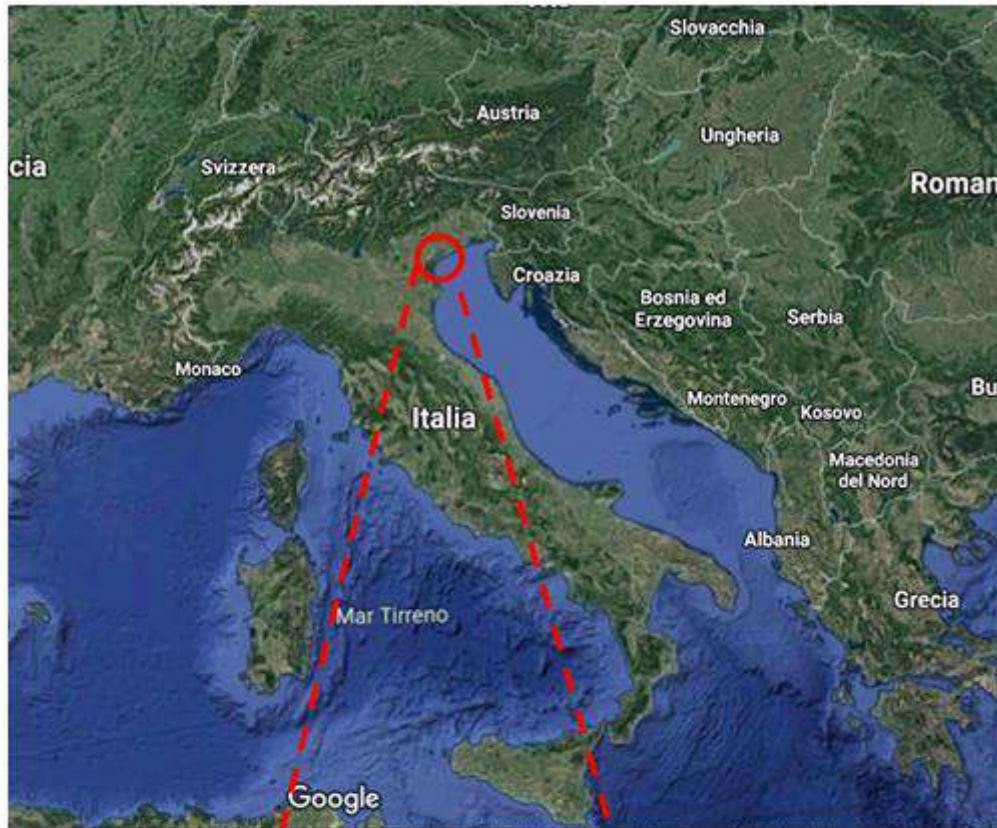 Slovacchia
Austria
Ungheria
cia
Svizzera
Roman
Slovenia
Croazia
Bosnia ed
Erzegovina
Serbia
Monaco
Montenegro
Bu
Kosovo
Italia
Macedonia
del Nord
Albania
Grecia
Mar Tirreno
Google